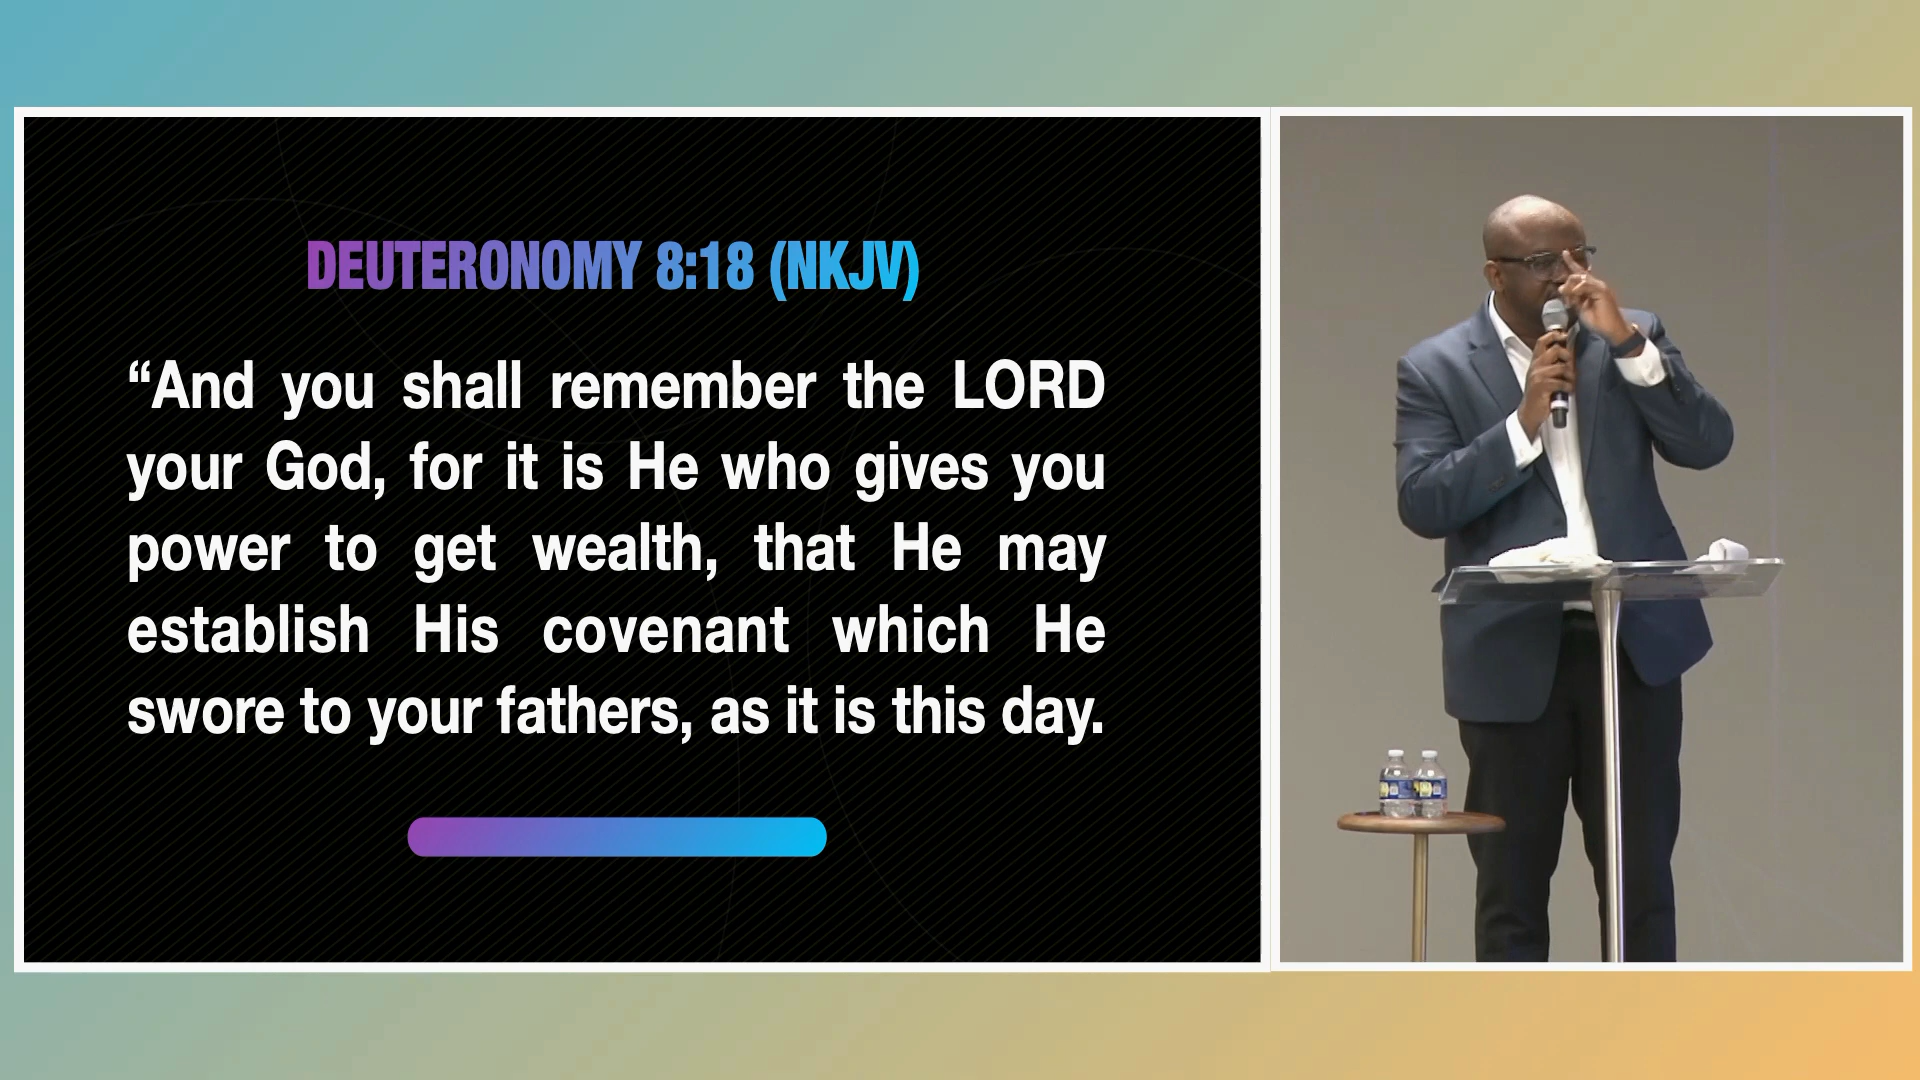 DEUTERONOMY 8:18 (NKJV)
“And you shall remember the LORD
your God, for it is He who gives you
power to get wealth, that He may
establish His covenant which He
swore to your fathers, as it is this day.